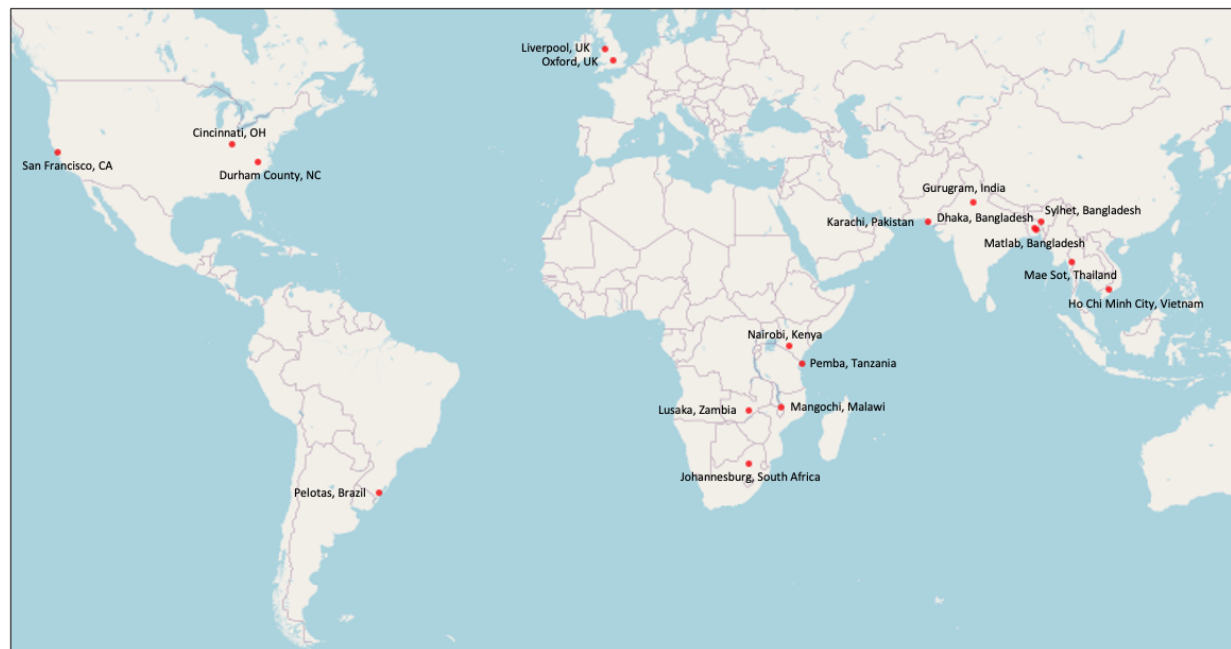 Liverpool, UK
Oxford, UK
Cincinnati, OH
San Francisco, CA
Durham County, NC
Gurugram, India
Karachi, Pakistan
Dhaka, Bangladesh
Sylhet, Bangladesh
Matlab, Bangladesh
Mae Sot, Thailand
Ho Chi Minh City, Vietnam
Nairobi, Kenya
Pemba, Tanzania
Lusaka, Zambia
Mangochi, Malawi
Johannesburg, South Africa
Pelotas, Brazil